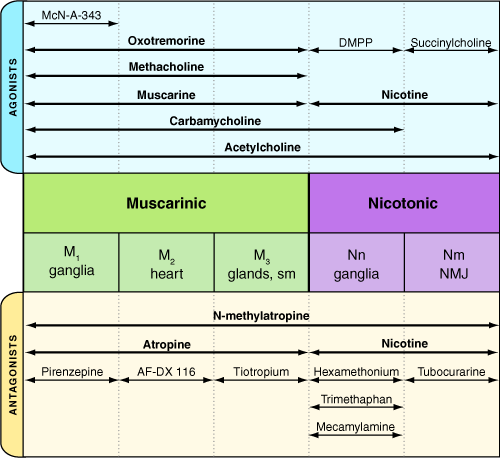 AGONISTS
McN-A-343
Oxotremorine
DMPP
Succinylcholine
Methacholine
Muscarine
Nicotine
Carbamycholine
Acetylcholine
Muscarinic
Nicotonic
M1
ganglia
M2
heart
M3
glands, sm
Nn
ganglia
Nm
NMJ
ANTAGONISTS
N-methylatropine
Atropine
Nicotine
Pirenzepine
AF-DX 116
Tiotropium
Hexamethonium
Tubocurarine
Trimethaphan
Mecamylamine